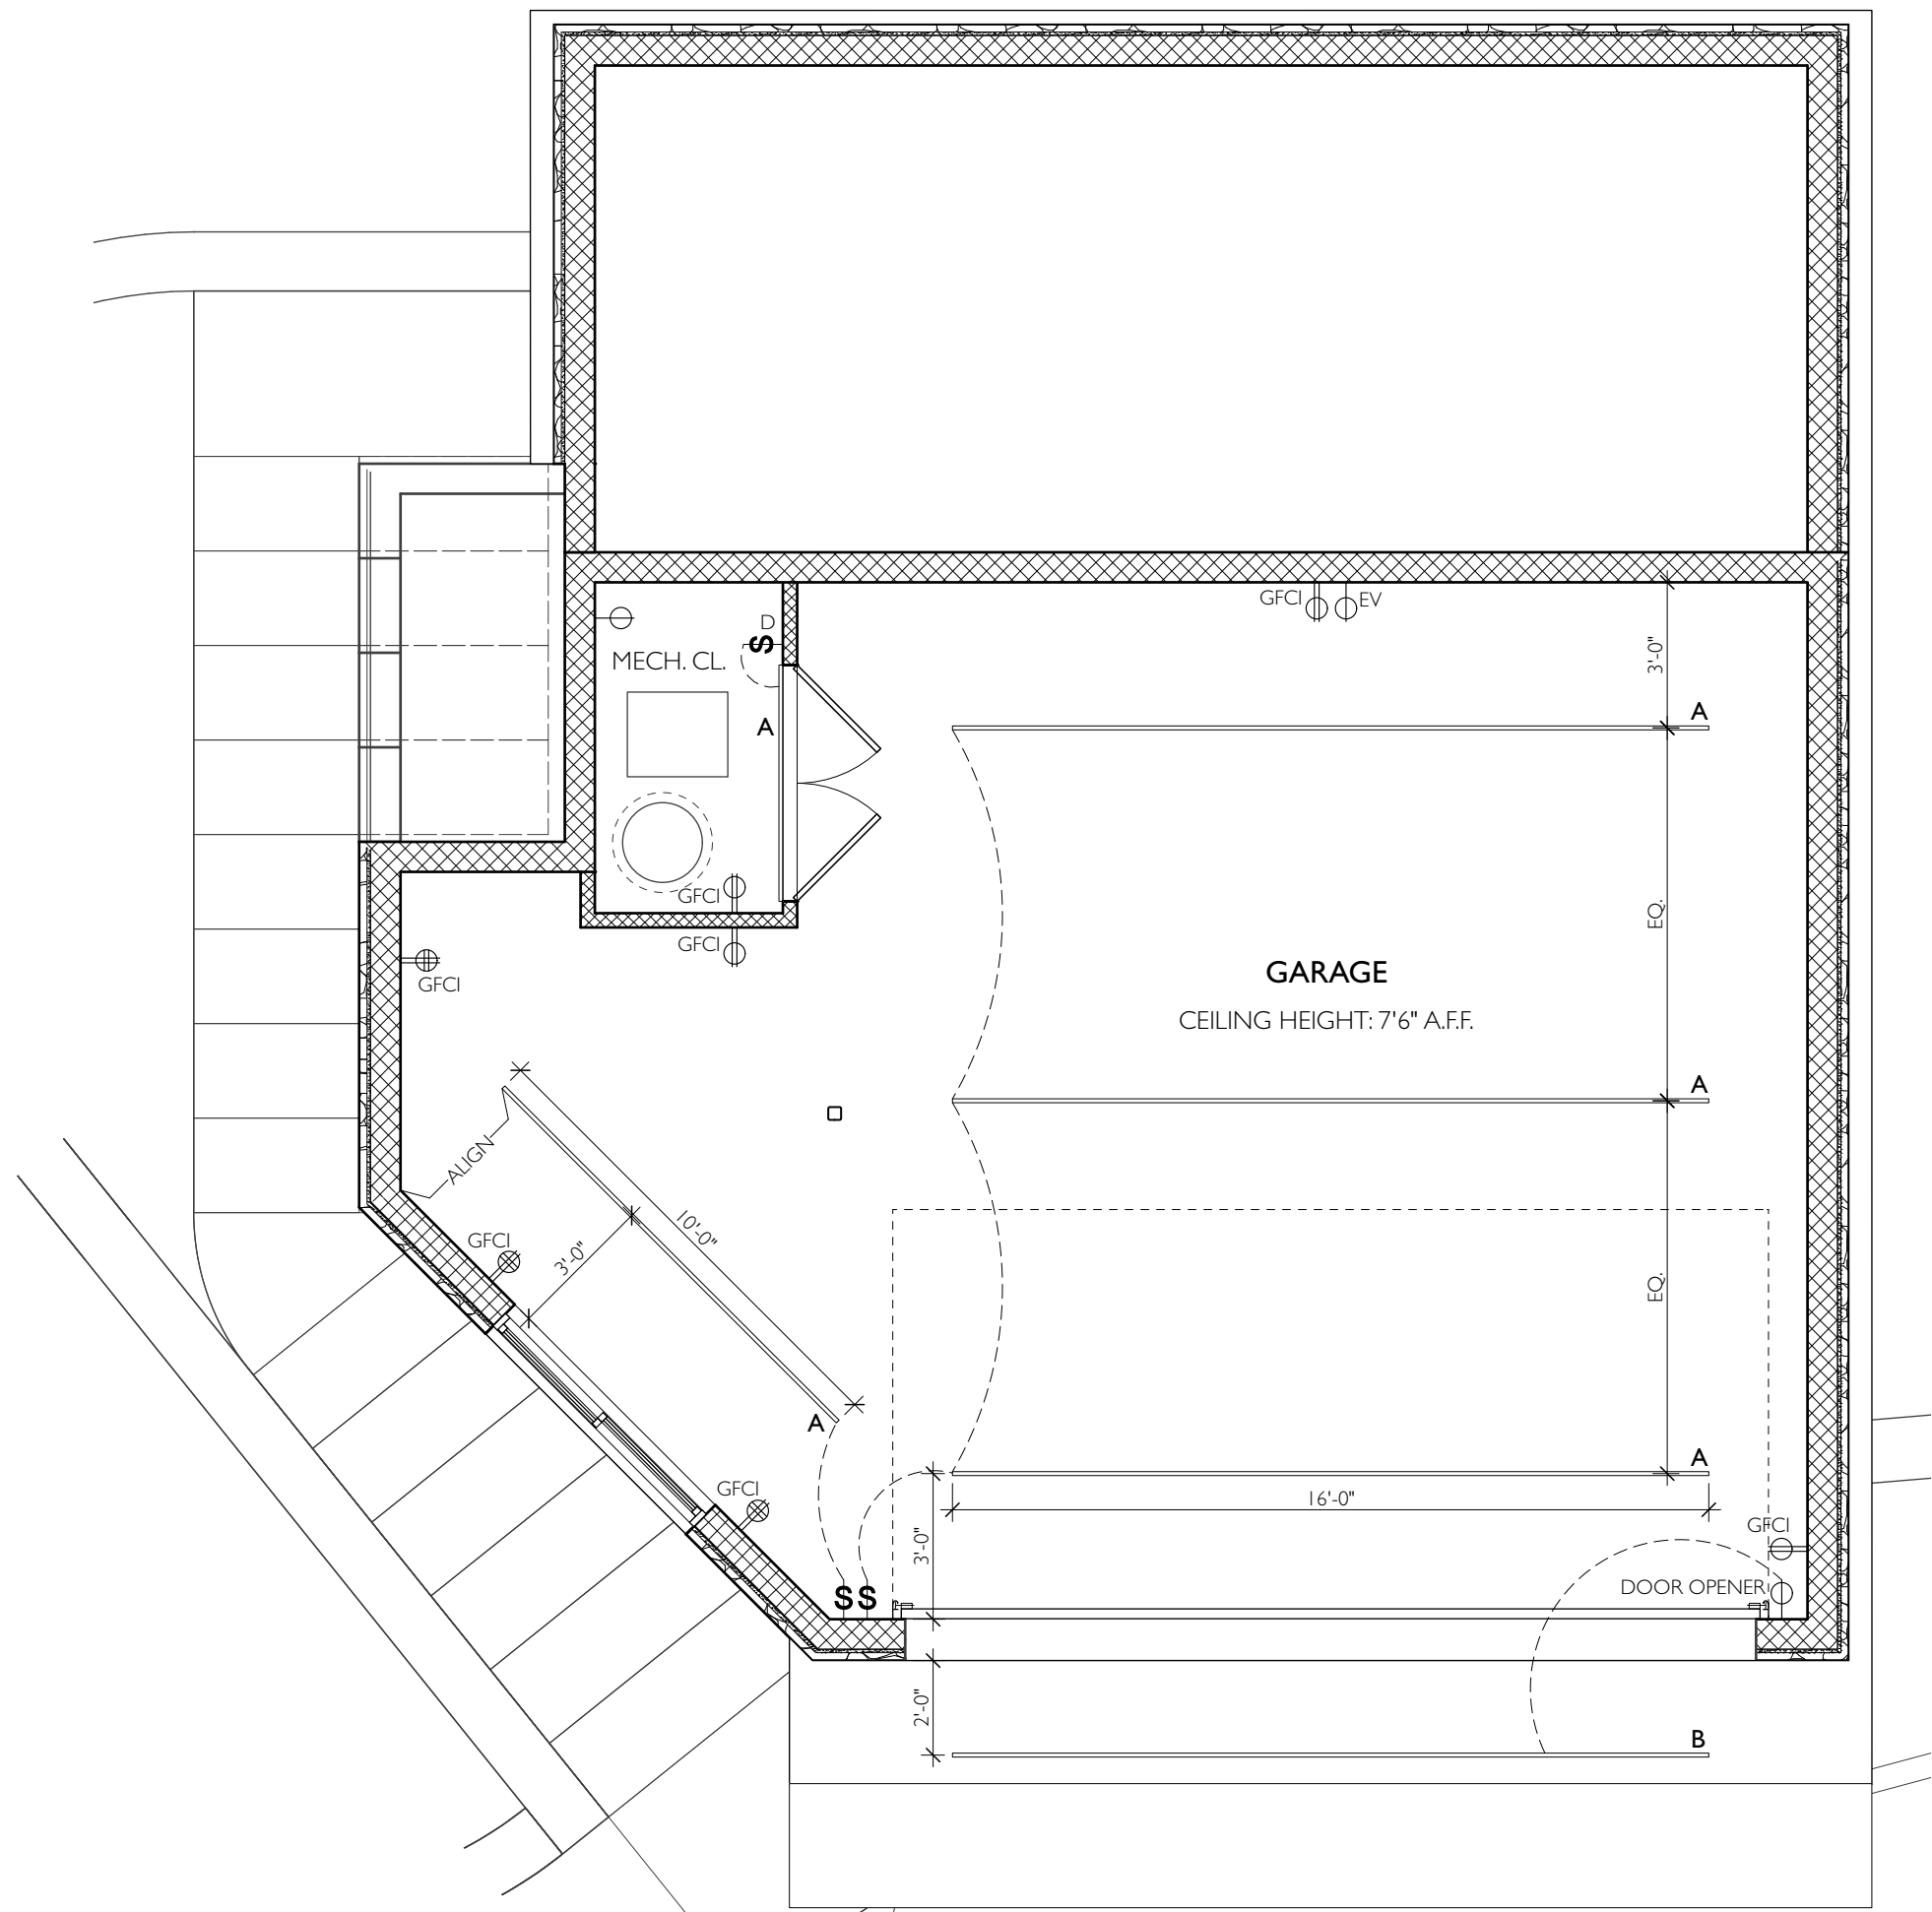 GFCI
EV
D
S
MECH. CL.
3'-0"
A
A
GFCI
EQ.
GFCI
GARAGE
GFCI
CEILING HEIGHT: 7'6" A.F.F.
A
ALIGN
10'-0"
GFCI
3'-0"
EQ.
A
A
GFCI
16'-0"
GFCI
3'-0"
DOOR OPENER
SS
2'-0"
B